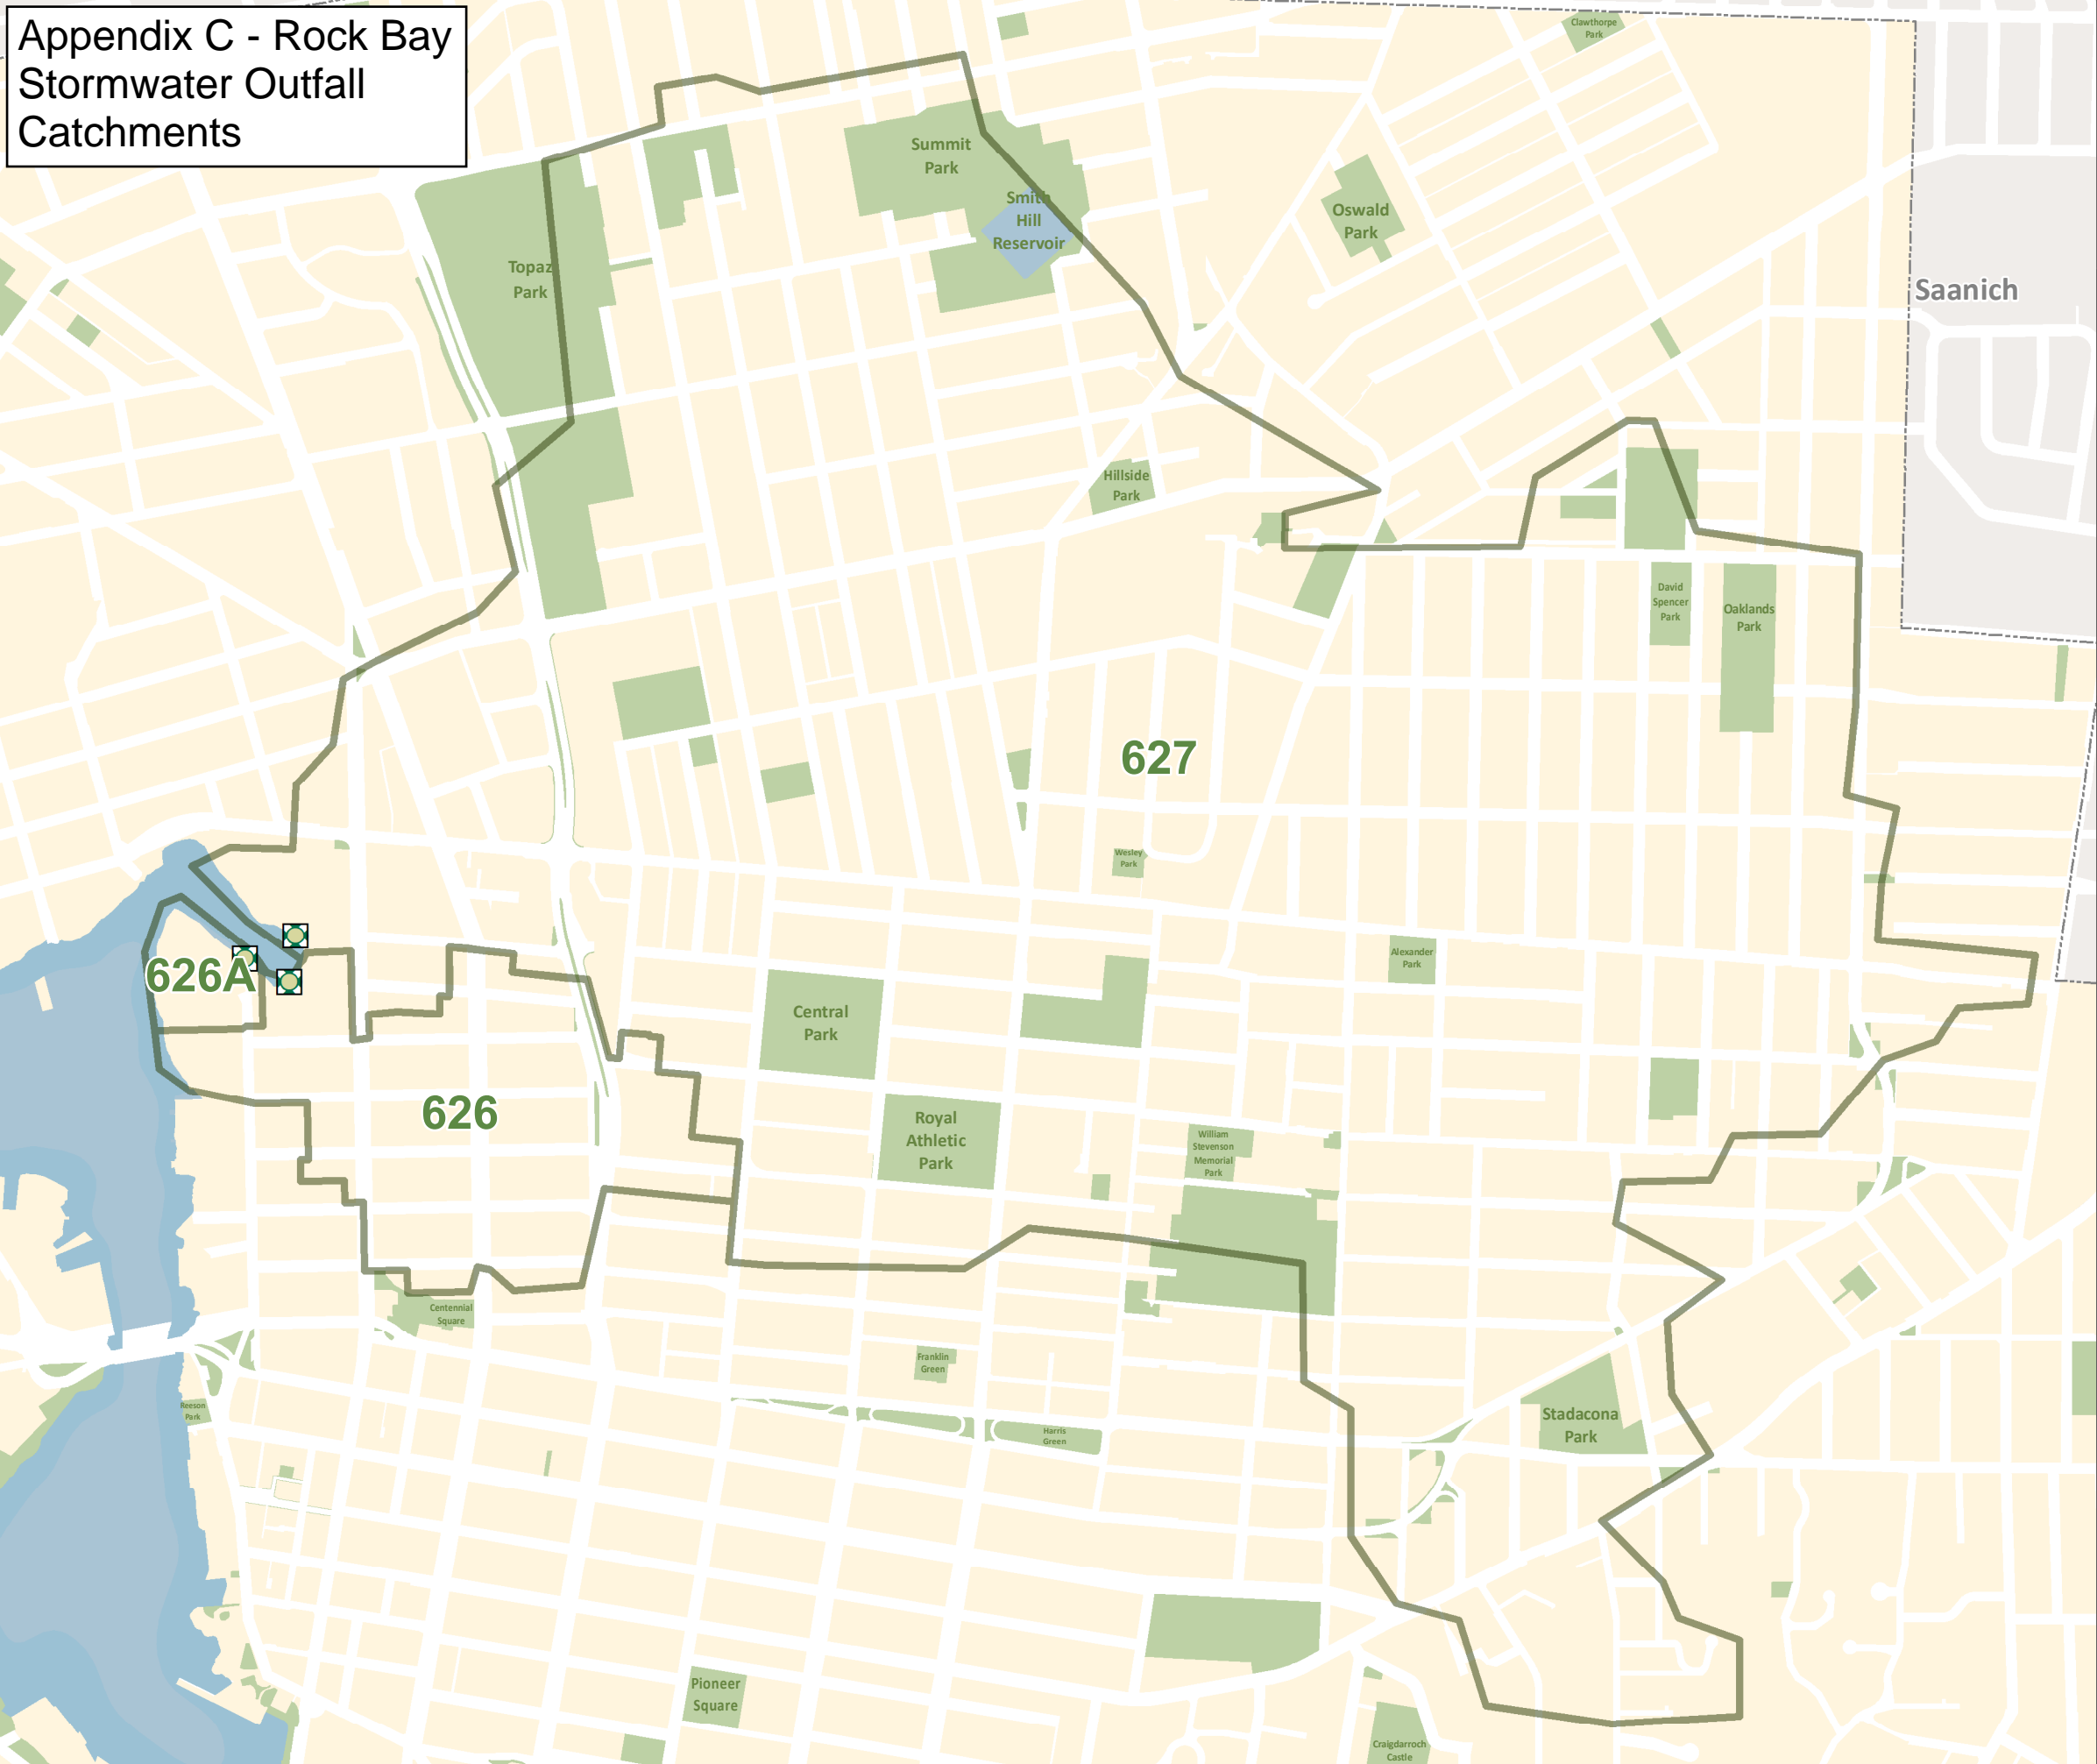 Appendix C - Rock Bay
Stormwater Outfall
Catchments
Clawthorpe
Park
Summit
Park
Smith
Hill
Reservoir
Oswald
Park
Topaz
Park
Saanich
Hillside
Park
David
Spencer
Park
Oaklands
Park
627
Wesley
Park
Alexander
Park
626A
Central
Park
626
Royal
Athletic
Park
William
Stevenson
Memorial
Park
Centennial
Square
Franklin
Green
Reeson
Park
Harris
Green
Stadacona
Park
Pioneer
Square
Craigdarroch
Castle